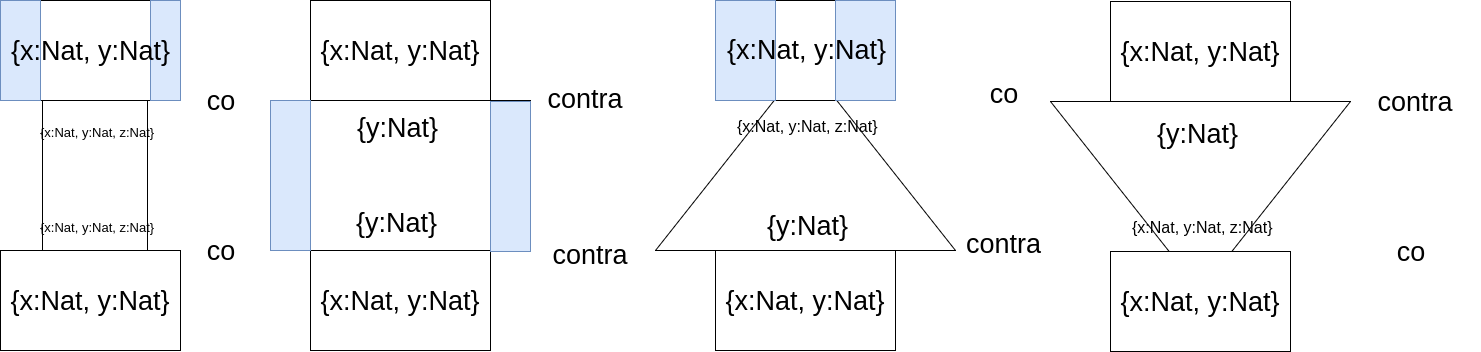 {x:Nat, y:Nat}
co
{x:Nat, y:Nat, z:Nat}
{x:Nat, y:Nat, z:Nat}
co
{x:Nat, y:Nat}
{x:Nat, y:Nat}
contra
{y:Nat}
{y:Nat}
contra
{x:Nat, y:Nat}
{x:Nat, y:Nat}
co
{x:Nat, y:Nat, z:Nat}
{y:Nat}
contra
{x:Nat, y:Nat}
{x:Nat, y:Nat}
contra
{y:Nat}
{x:Nat, y:Nat, z:Nat}
co
{x:Nat, y:Nat}